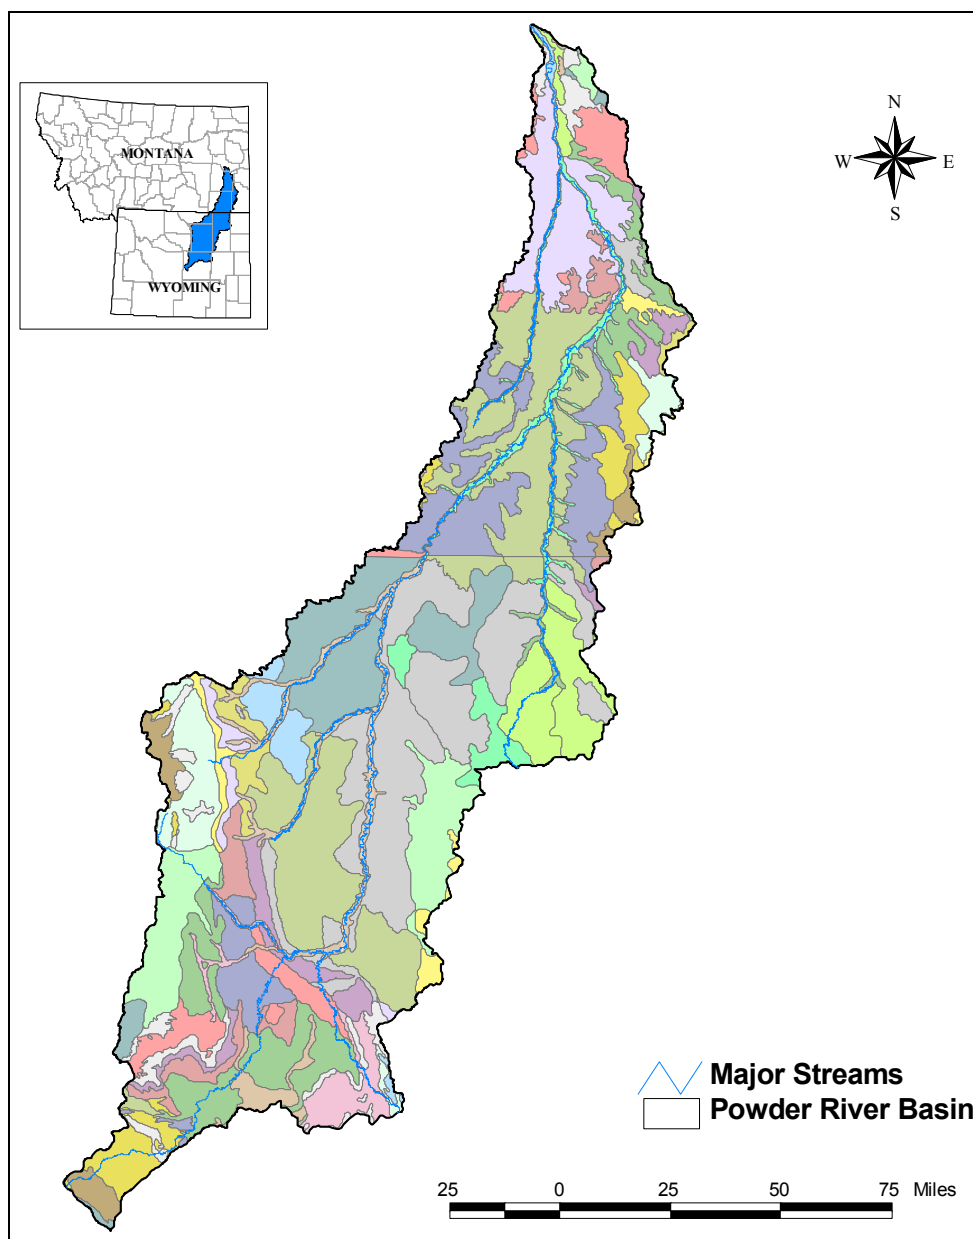 MONTANA
WYOMING
N
W E
S
Major Streams
Powder River Basin
25 0 25 50 75 Miles